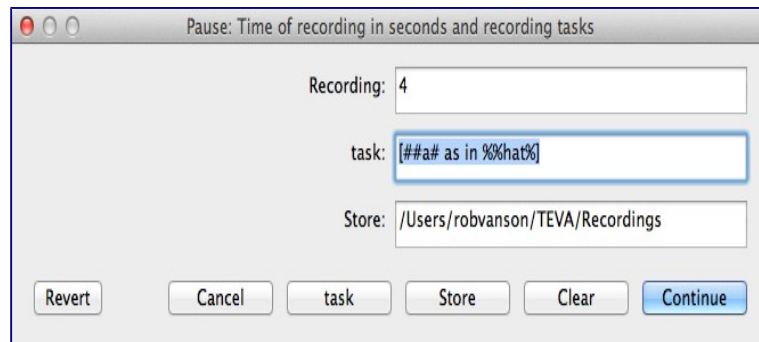 Pause: Time of recording in seconds and recording tasks
Recording: 4
task: [##a# as in %%hat%]
Store: /Users/robvanson/TEVA/Recordings
Revert Cancel task Store Clear Continue